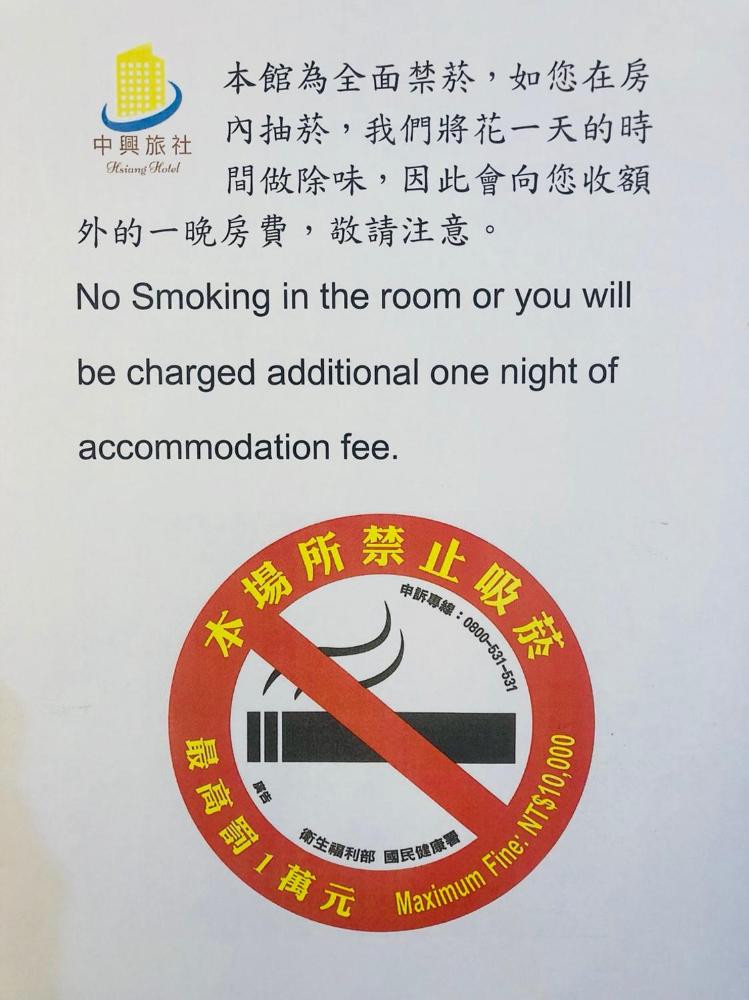 中興旅社
Hsiang Hotel
本館為全面禁菸，如您在房
內抽菸，我們將花一天的時
間做除味，因此會向您收額
外的一晚房費，敬請注意。
No Smoking in the room or you will
be charged additional one night of
accommodation fee.
本場所禁止吸菸
申訴專線：0800-531-531
廣告
衛生福利部 國民健康署
最高罰1萬元
Maximum Fine: NT$10,000